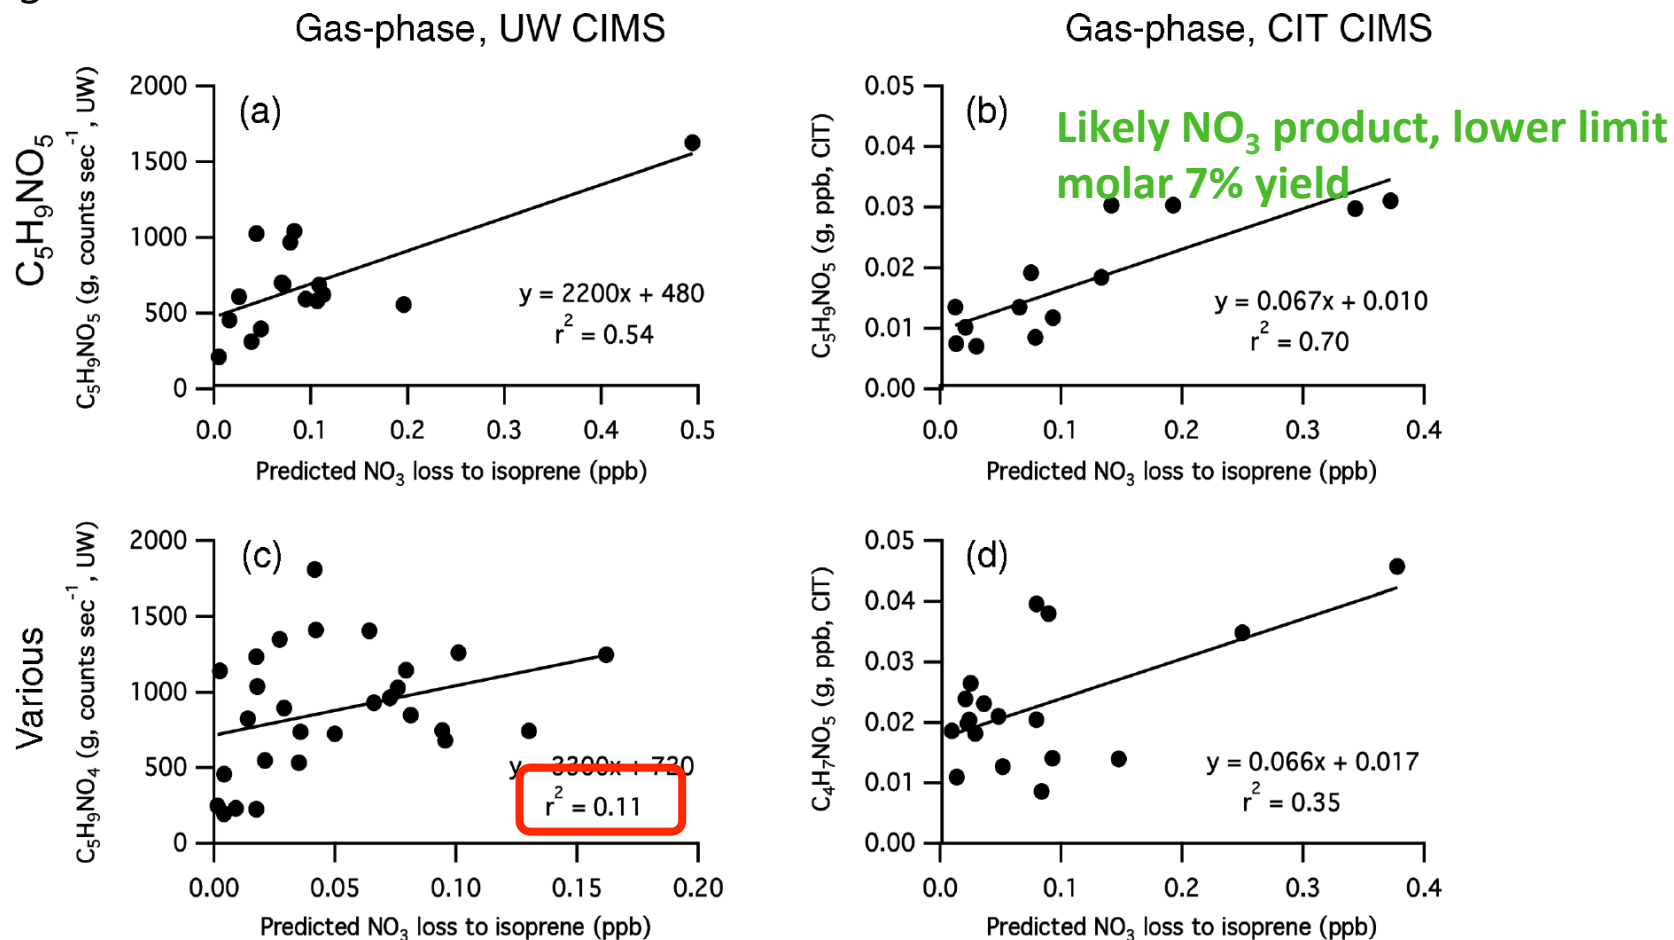 Gas-phase, UW CIMS
Gas-phase, CIT CIMS
C5H9NO5
C5H9NO5 (g, counts sec-1, UW)
2000
1500
1000
500
0
(a)
y = 2200x + 480
r2 = 0.54
0.0 0.1 0.2 0.3 0.4 0.5
Predicted NO3 loss to isoprene (ppb)
C5H9NO5 (g, ppb, CIT)
0.05
0.04
0.03
0.02
0.01
0.00
(b)
Likely NO3 product, lower limit
molar 7% yield
y = 0.067x + 0.010
r2 = 0.70
0.0 0.1 0.2 0.3 0.4
Predicted NO3 loss to isoprene (ppb)
Various
C5H9NO4 (g, counts sec-1, UW)
2000
1500
1000
500
0
(c)
y = 3300x + 720
r2 = 0.11
0.00 0.05 0.10 0.15 0.20
Predicted NO3 loss to isoprene (ppb)
C4H7NO5 (g, ppb, CIT)
0.05
0.04
0.03
0.02
0.01
0.00
(d)
y = 0.066x + 0.017
r2 = 0.35
0.0 0.1 0.2 0.3 0.4
Predicted NO3 loss to isoprene (ppb)